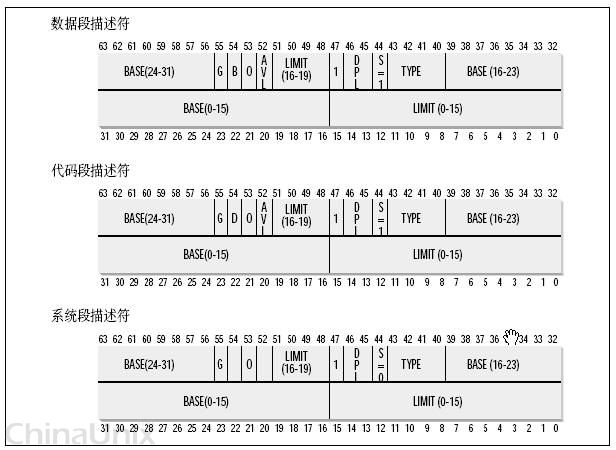 数据段描述符
63 62 61 60 59 58 57 56 55 54 53 52 51 50 49 48 47 46 45 44 43 42 41 40 39 38 37 36 35 34 33 32
BASE(24-31) G B O AVL LIMIT (16-19) 1 DPL S=1 TYPE BASE (16-23)
BASE(0-15) LIMIT (0-15)
31 30 29 28 27 26 25 24 23 22 21 20 19 18 17 16 15 14 13 12 11 10 9 8 7 6 5 4 3 2 1 0
代码段描述符
63 62 61 60 59 58 57 56 55 54 53 52 51 50 49 48 47 46 45 44 43 42 41 40 39 38 37 36 35 34 33 32
BASE(24-31) G D O AVL LIMIT (16-19) 1 DPL S=1 TYPE BASE (16-23)
BASE(0-15) LIMIT (0-15)
31 30 29 28 27 26 25 24 23 22 21 20 19 18 17 16 15 14 13 12 11 10 9 8 7 6 5 4 3 2 1 0
系统段描述符
63 62 61 60 59 58 57 56 55 54 53 52 51 50 49 48 47 46 45 44 43 42 41 40 39 38 37 36 34 33 32
BASE(24-31) G O LIMIT (16-19) 1 DPL S=0 TYPE BASE (16-23)
BASE(0-15) LIMIT (0-15)
31 30 29 28 27 26 25 24 23 22 21 20 19 18 17 16 15 14 13 12 11 10 9 8 7 6 5 4 3 2 1 0
ChinaUnix